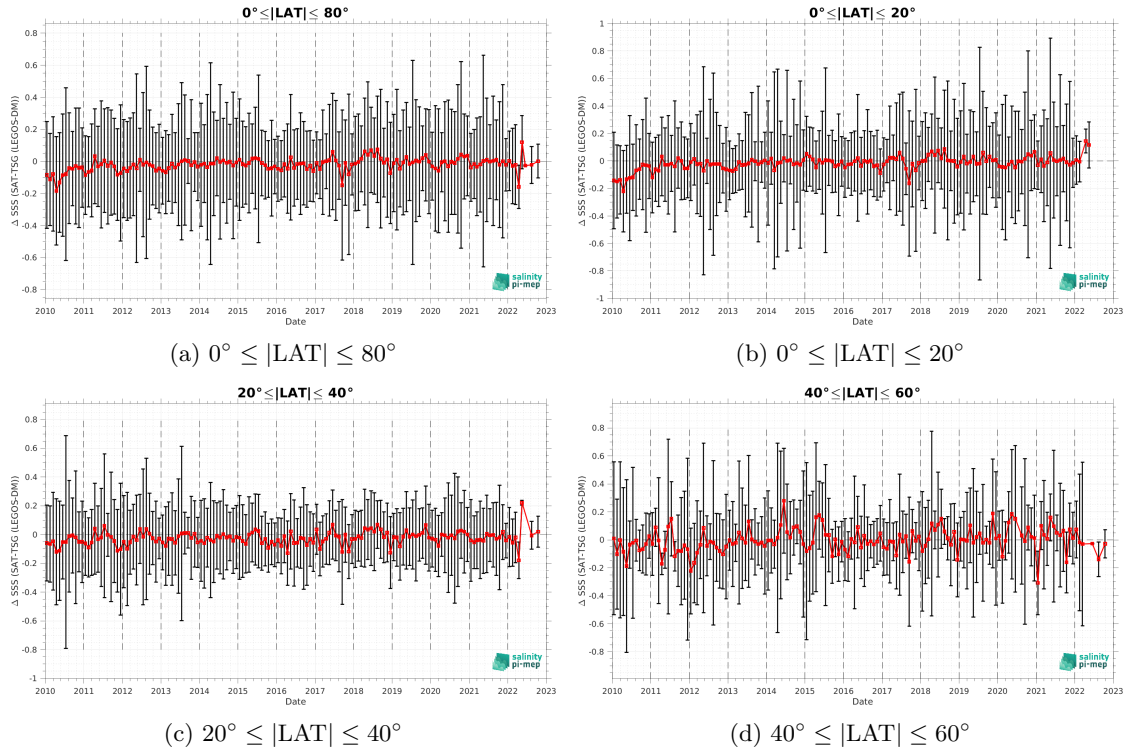 0°≤|LAT|≤ 80°
Δ SSS (SAT-TSG (LEGOS-DM))
0.8
0.6
0.4
0.2
0
-0.2
-0.4
-0.6
-0.8
salinity
pi-mep
2010 2011 2012 2013 2014 2015 2016 2017 2018 2019 2020 2021 2022 2023
Date
(a) 0° ≤ |LAT| ≤ 80°
0°≤|LAT|≤ 20°
Δ SSS (SAT-TSG (LEGOS-DM))
1
0.8
0.6
0.4
0.2
0
-0.2
-0.4
-0.6
-0.8
-1
salinity
pi-mep
2010 2011 2012 2013 2014 2015 2016 2017 2018 2019 2020 2021 2022 2023
Date
(b) 0° ≤ |LAT| ≤ 20°
20°≤|LAT|≤ 40°
Δ SSS (SAT-TSG (LEGOS-DM))
0.8
0.6
0.4
0.2
0
-0.2
-0.4
-0.6
-0.8
-1
salinity
pi-mep
2010 2011 2012 2013 2014 2015 2016 2017 2018 2019 2020 2021 2022 2023
Date
(c) 20° ≤ |LAT| ≤ 40°
40°≤|LAT|≤ 60°
Δ SSS (SAT-TSG (LEGOS-DM))
0.8
0.6
0.4
0.2
0
-0.2
-0.4
-0.6
-0.8
salinity
pi-mep
2010 2011 2012 2013 2014 2015 2016 2017 2018 2019 2020 2021 2022 2023
Date
(d) 40° ≤ |LAT| ≤ 60°